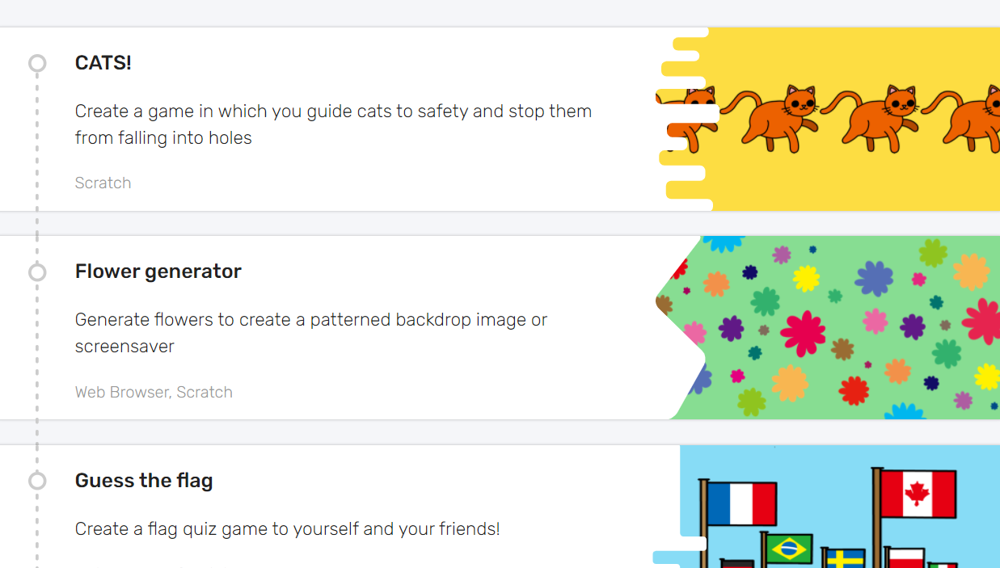 CATS!
Create a game in which you guide cats to safety and stop them
from falling into holes
Scratch
Flower generator
Generate flowers to create a patterned backdrop image or
screensaver
Web Browser, Scratch
Guess the flag
Create a flag quiz game to yourself and your friends!